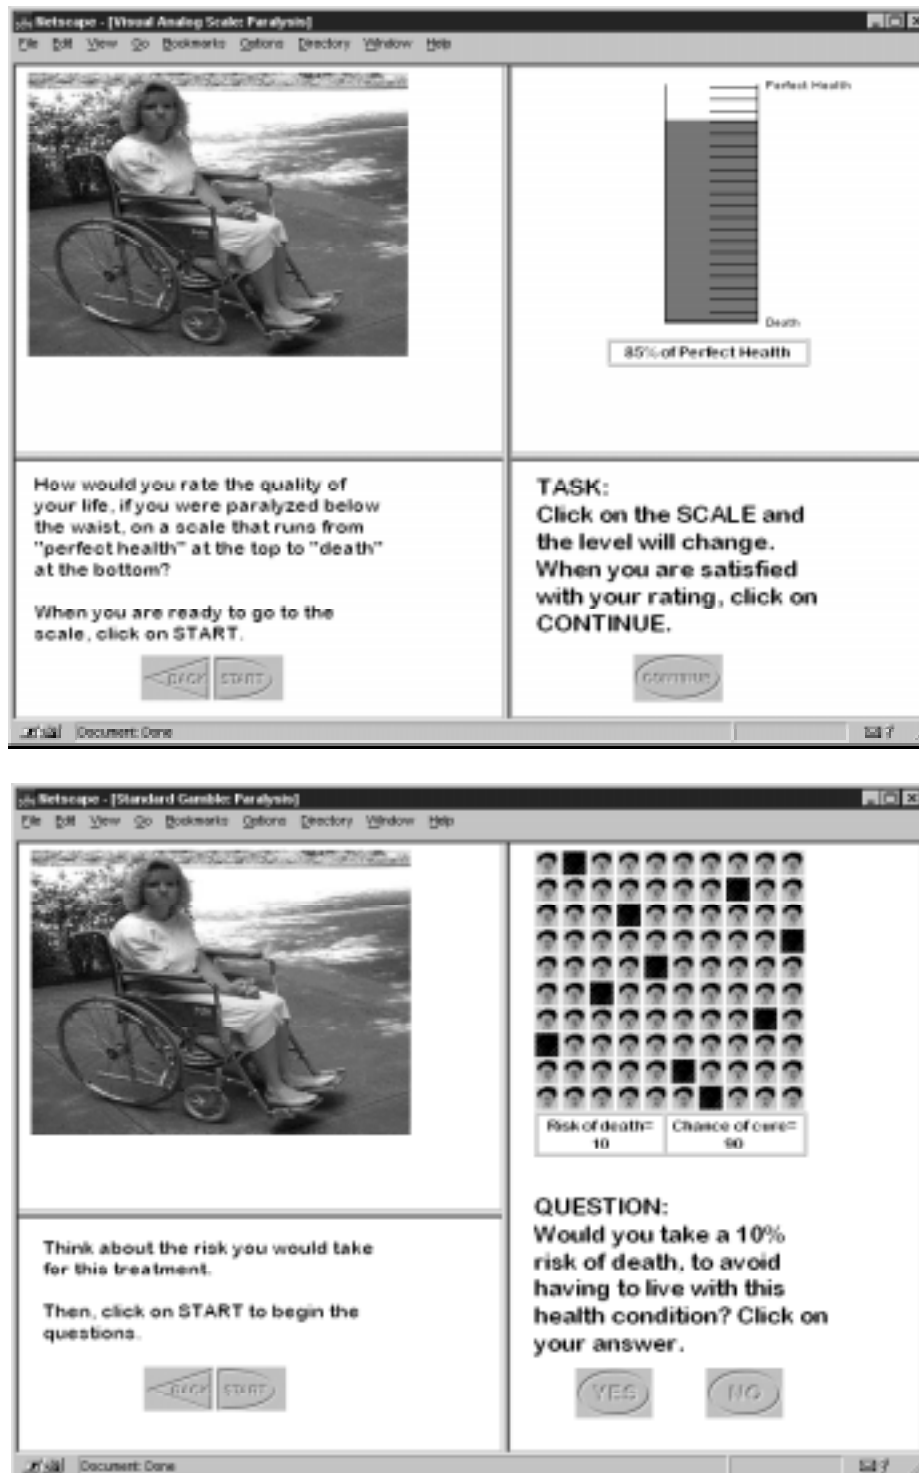 Netscape - [Visual Analog Scale: Paralysis]
File Edit View Go Bookmarks Options Directory Window Help
Perfect Health
Death
85% of Perfect Health
How would you rate the quality of
your life, if you were paralyzed below
the waist, on a scale that runs from
"perfect health" at the top to "death"
at the bottom?
When you are ready to go to the
scale, click on START.
BACK START
TASK:
Click on the SCALE and
the level will change.
When you are satisfied
with your rating, click on
CONTINUE.
CONTINUE
Document: Done
Netscape - [Standard Gamble: Paralysis]
File Edit View Go Bookmarks Options Directory Window Help
Risk of death=
10
Chance of cure=
90
Think about the risk you would take
for this treatment.
Then, click on START to begin the
questions.
BACK START
QUESTION:
Would you take a 10%
risk of death, to avoid
having to live with this
health condition? Click on
your answer.
YES NO
Document: Done